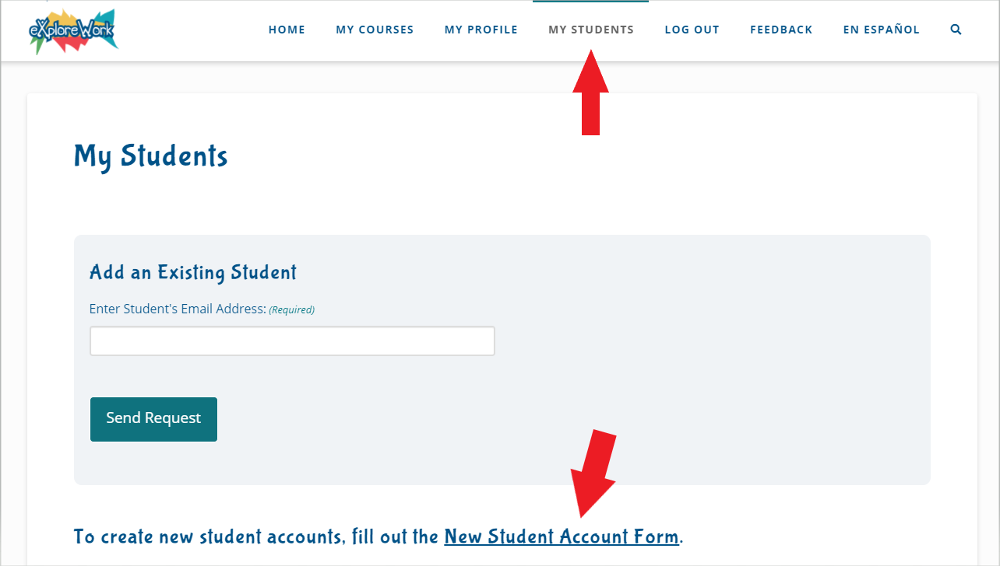 eXploreWork
HOME MY COURSES MY PROFILE MY STUDENTS LOG OUT FEEDBACK EN ESPAÑOL
My Students
Add an Existing Student
Enter Student's Email Address: (Required)
Send Request
To create new student accounts, fill out the New Student Account Form.